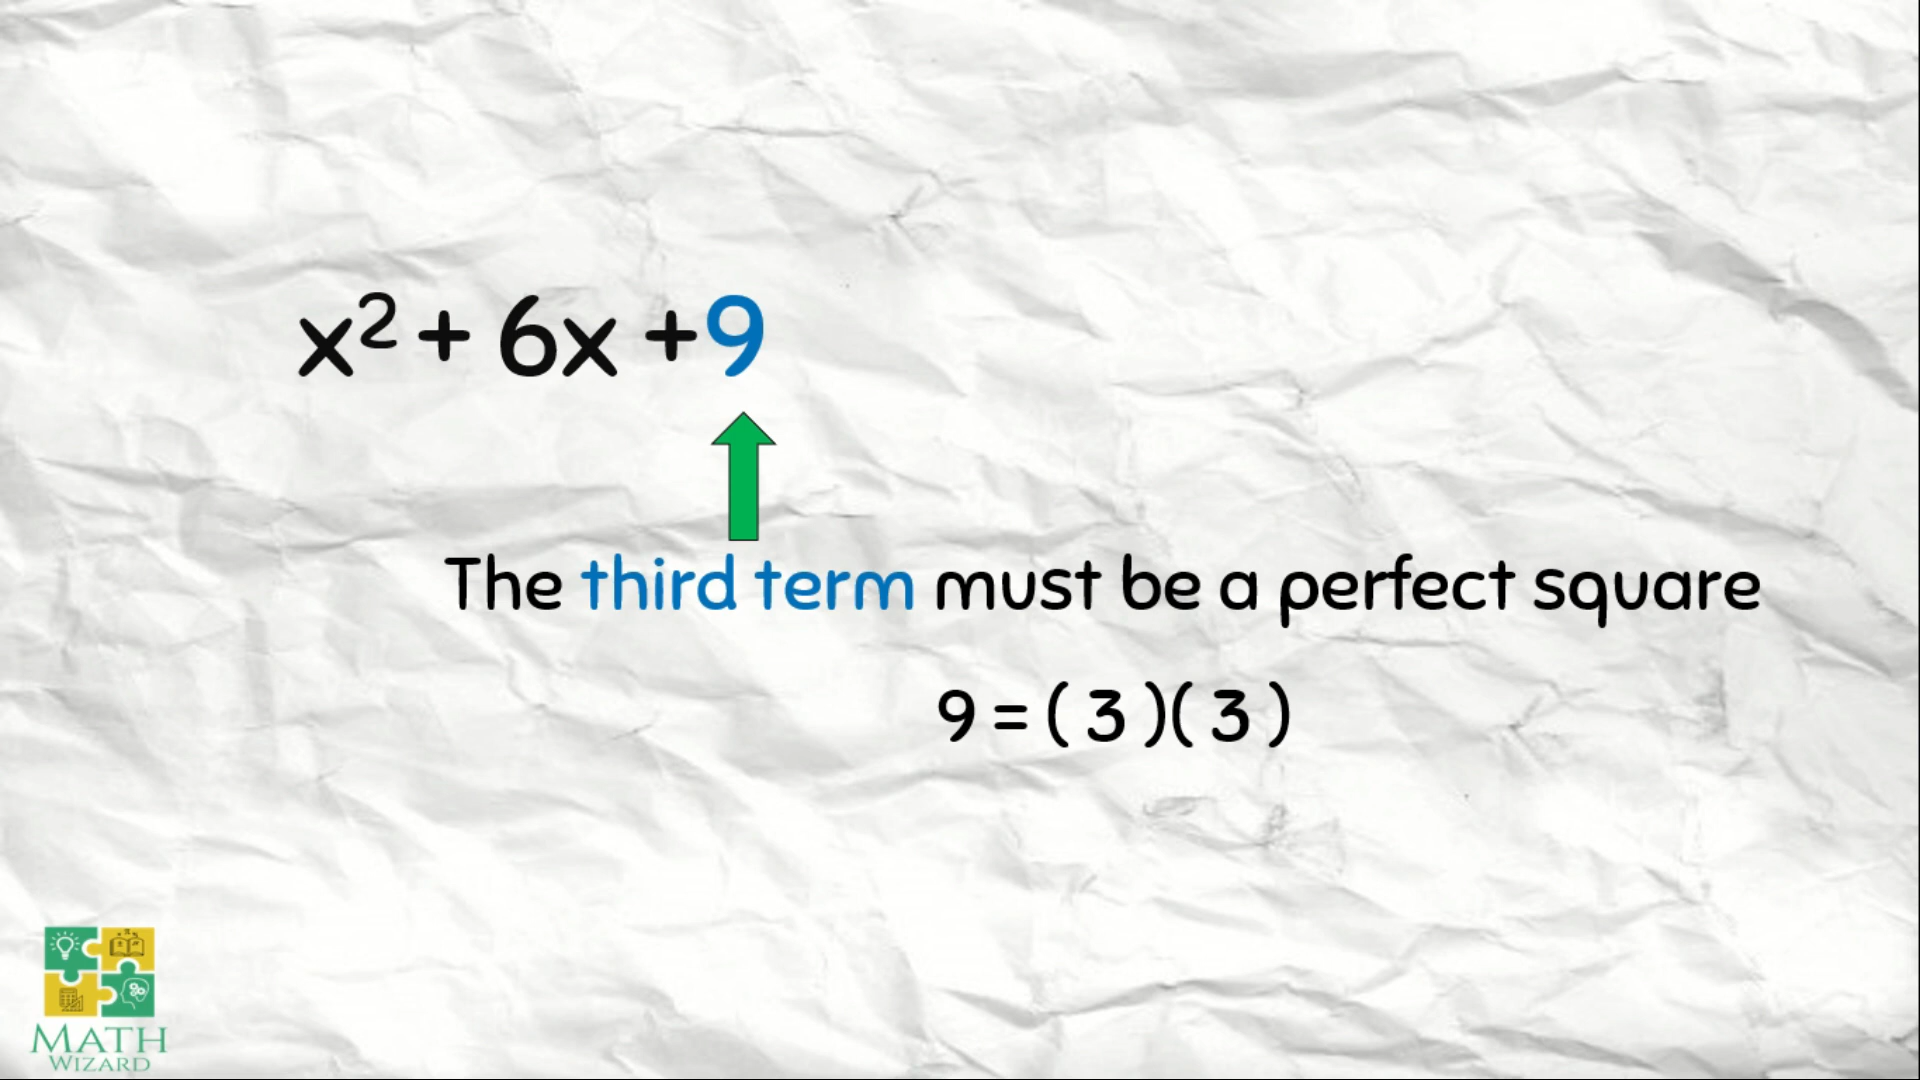 x² + 6x +9
The third term must be a perfect square
9 = ( 3 )( 3 )
MATH
WIZARD